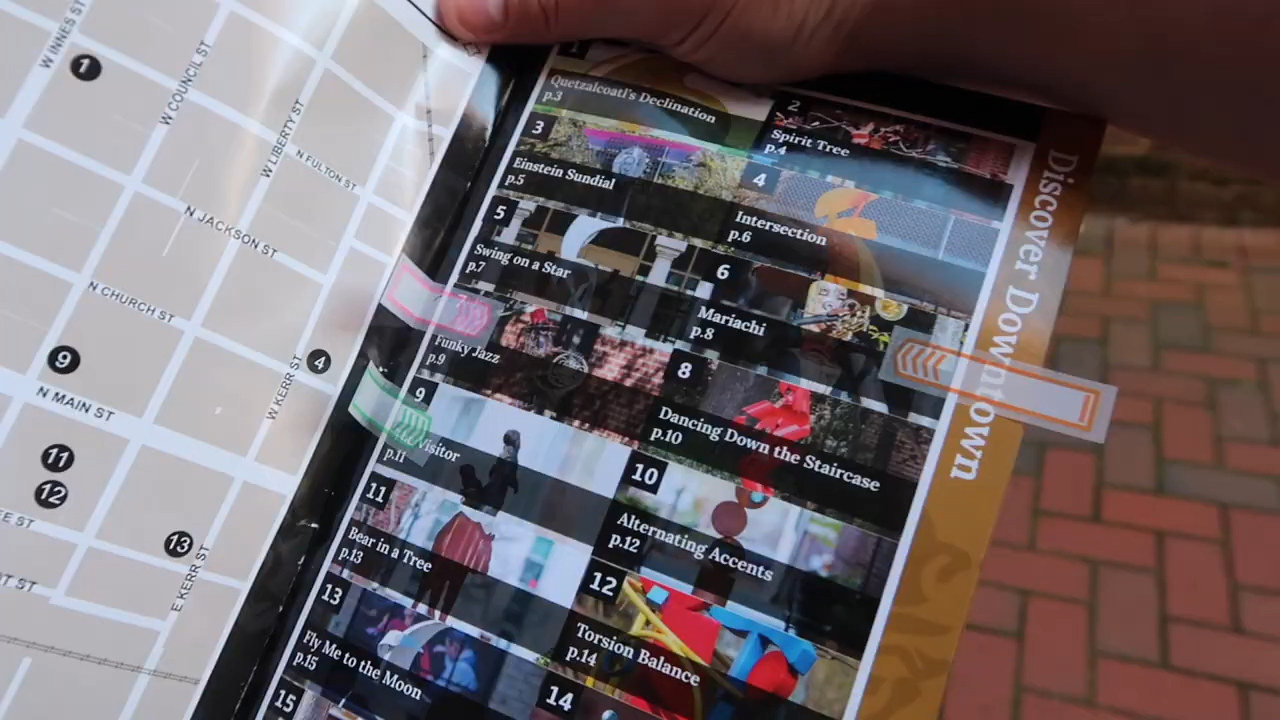 W INNES ST
1
W COUNCIL ST
W LIBERTY ST
N FULTON ST
N JACKSON ST
N CHURCH ST
9
4
W KERR ST
N MAIN ST
11
12
13
E KERR ST
ST
1
Quetzalcoatl's Declination
p.3
2
Spirit Tree
p.4
3
Einstein Sundial
p.5
4
Intersection
p.6
5
Swing on a Star
p.7
6
Mariachi
p.8
Funky Jazz
p.9
8
Dancing Down the Staircase
p.10
9
Visitor
p.11
10
Alternating Accents
p.12
11
Bear in a Tree
p.13
12
Torsion Balance
p.14
13
Fly Me to the Moon
p.15
14
15
Discover Downtown